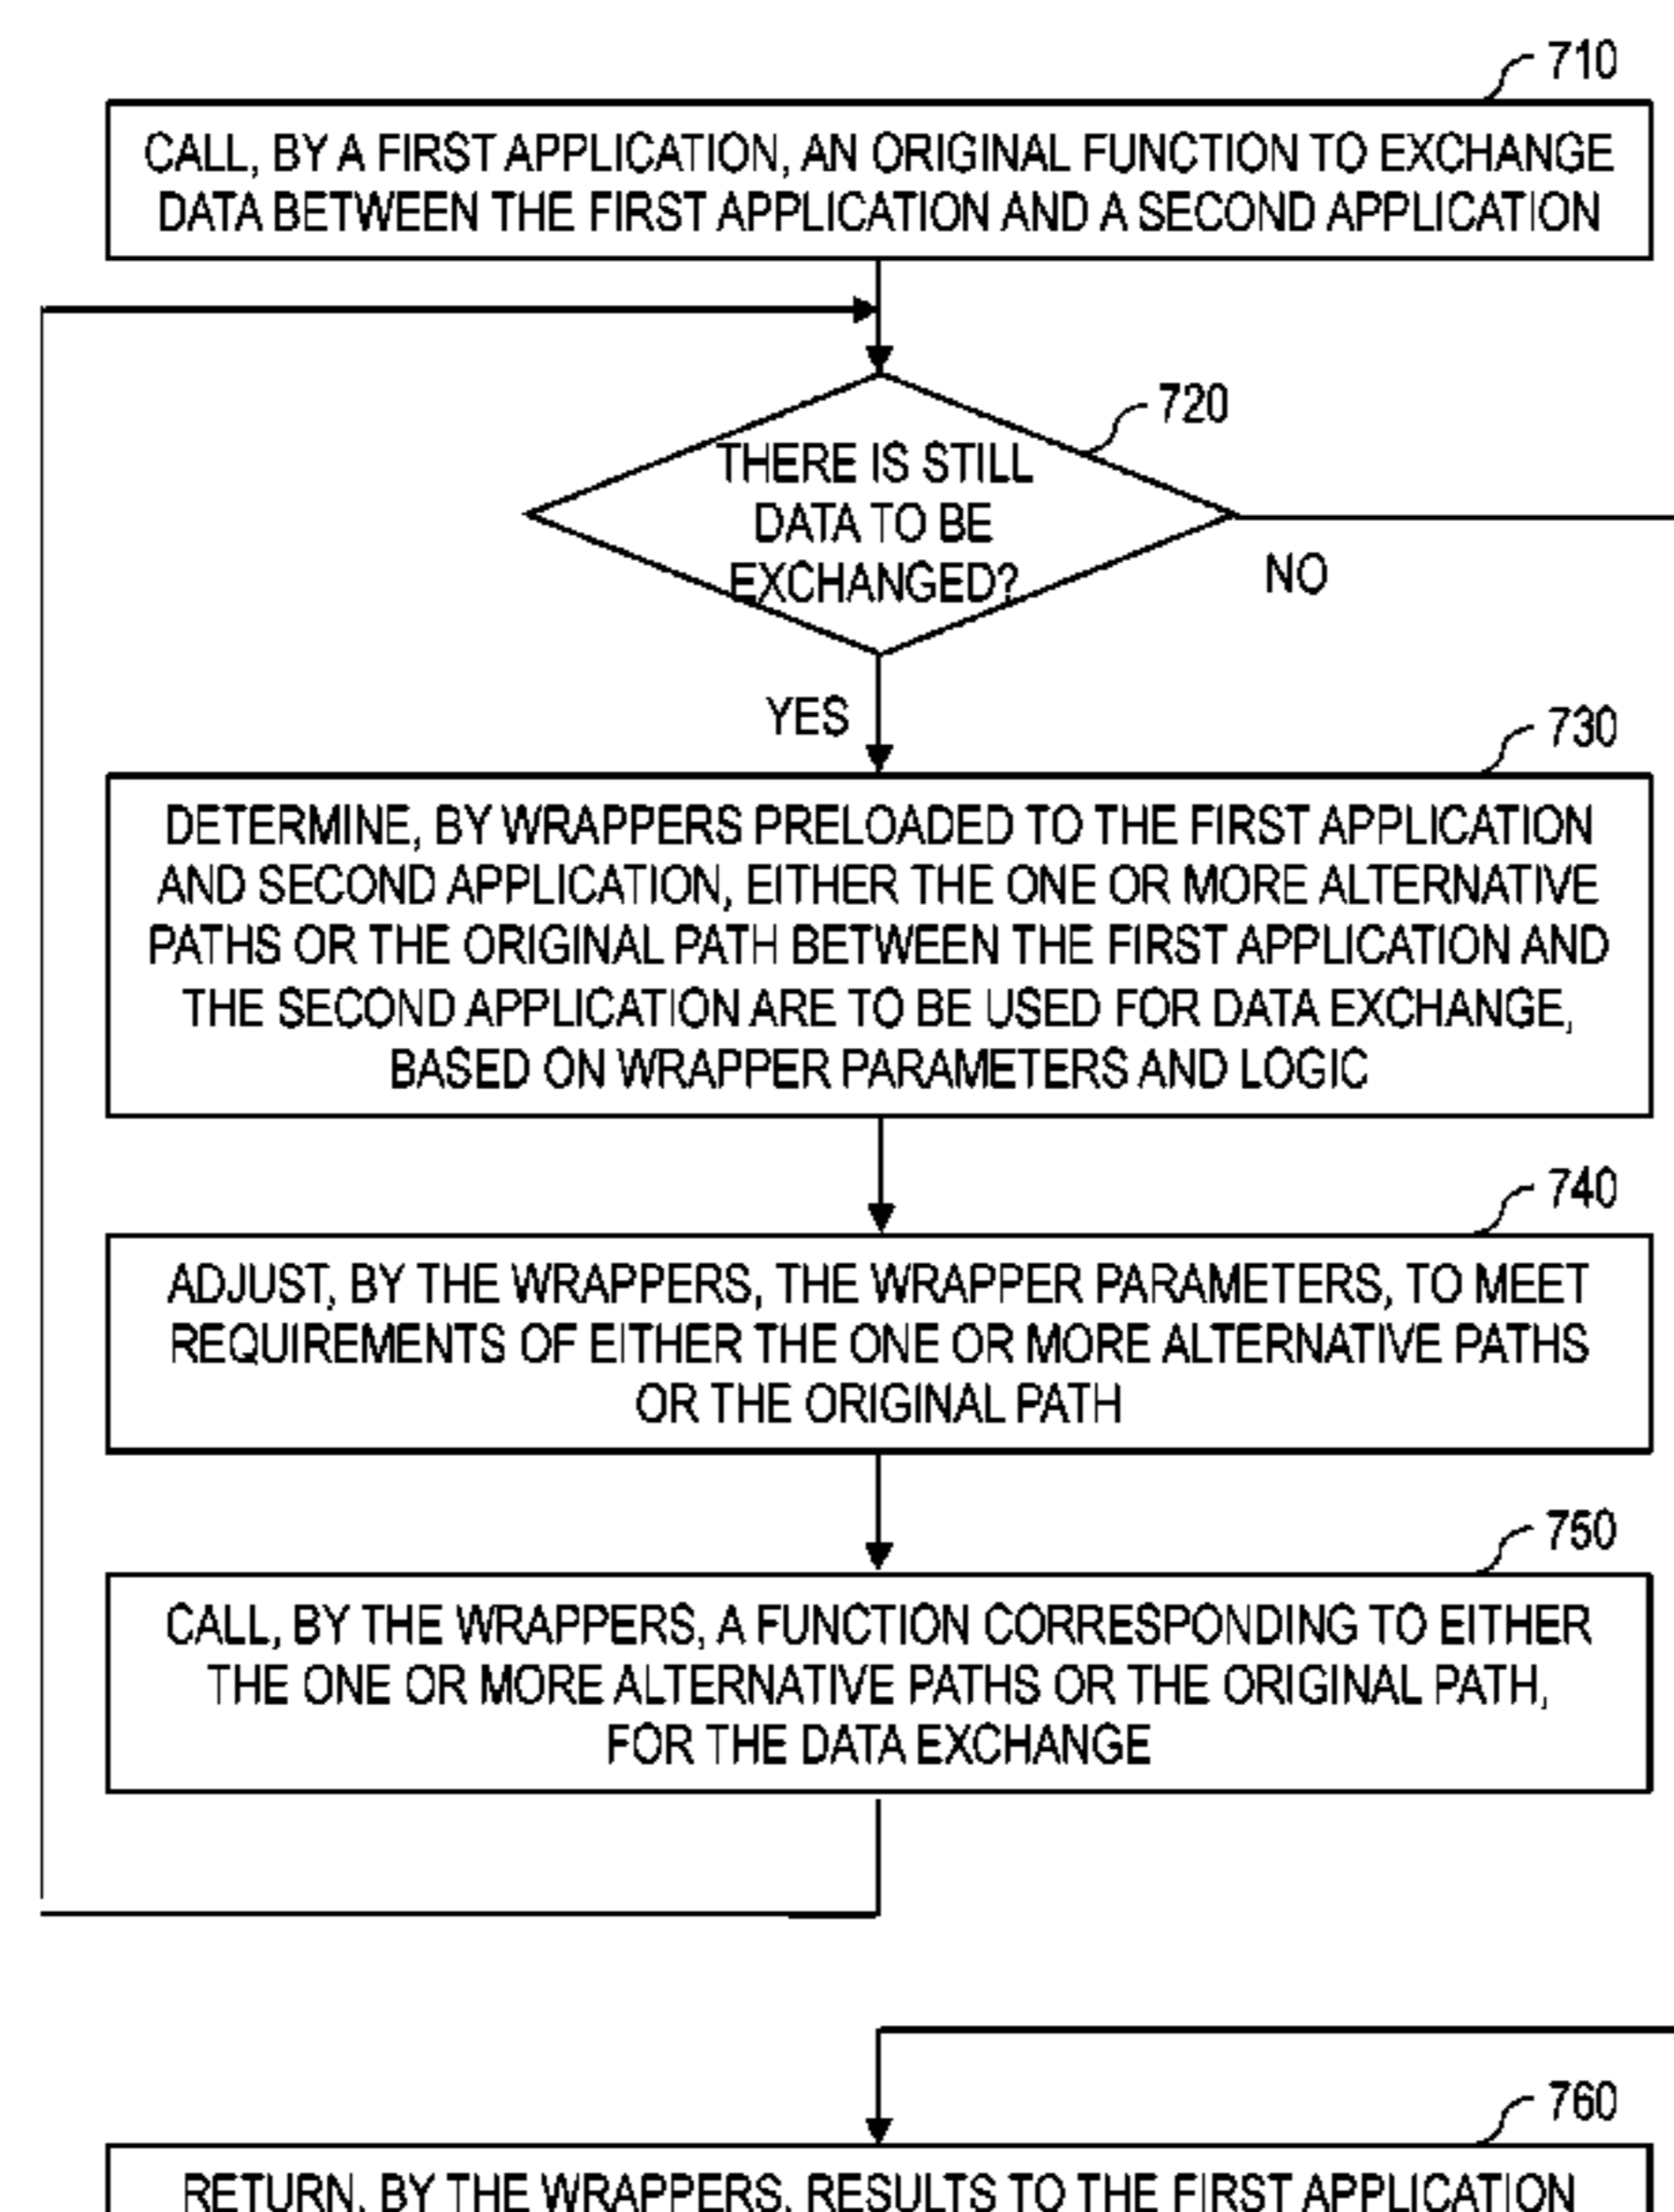 710
CALL, BY A FIRST APPLICATION, AN ORIGINAL FUNCTION TO EXCHANGE
DATA BETWEEN THE FIRST APPLICATION AND A SECOND APPLICATION
720
THERE IS STILL
DATA TO BE
EXCHANGED?
NO
YES
730
DETERMINE, BY WRAPPERS PRELOADED TO THE FIRST APPLICATION
AND SECOND APPLICATION, EITHER THE ONE OR MORE ALTERNATIVE
PATHS OR THE ORIGINAL PATH BETWEEN THE FIRST APPLICATION AND
THE SECOND APPLICATION ARE TO BE USED FOR DATA EXCHANGE,
BASED ON WRAPPER PARAMETERS AND LOGIC
740
ADJUST, BY THE WRAPPERS, THE WRAPPER PARAMETERS, TO MEET
REQUIREMENTS OF EITHER THE ONE OR MORE ALTERNATIVE PATHS
OR THE ORIGINAL PATH
750
CALL, BY THE WRAPPERS, A FUNCTION CORRESPONDING TO EITHER
THE ONE OR MORE ALTERNATIVE PATHS OR THE ORIGINAL PATH,
FOR THE DATA EXCHANGE
760
RETURN, BY THE WRAPPERS, RESULTS TO THE FIRST APPLICATION